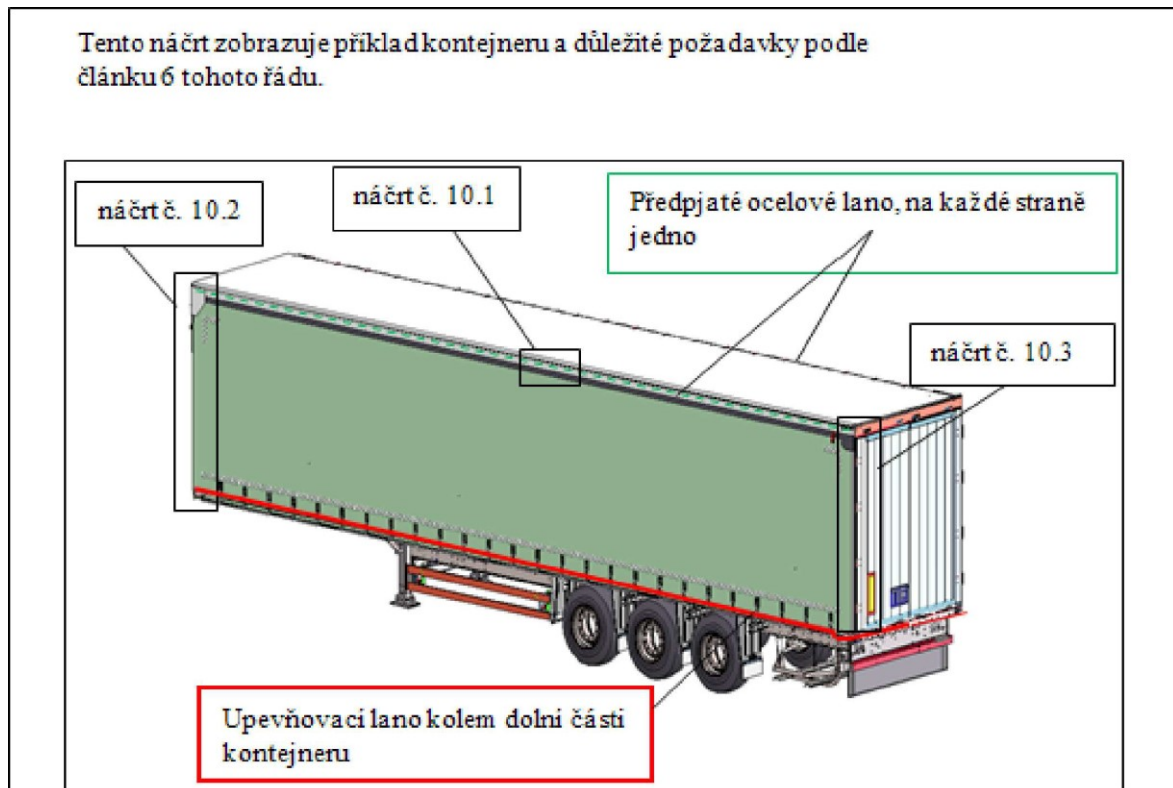 Tento náčrt zobrazuje příklad kontejneru a důležité požadavky podle
článku 6 tohoto řádu.
náčrt č. 10.2
náčrt č. 10.1
Předpjaté ocelové lano, na každé straně
jedno
náčrt č. 10.3
Upevňovací lano kolem dolní části
kontejneru